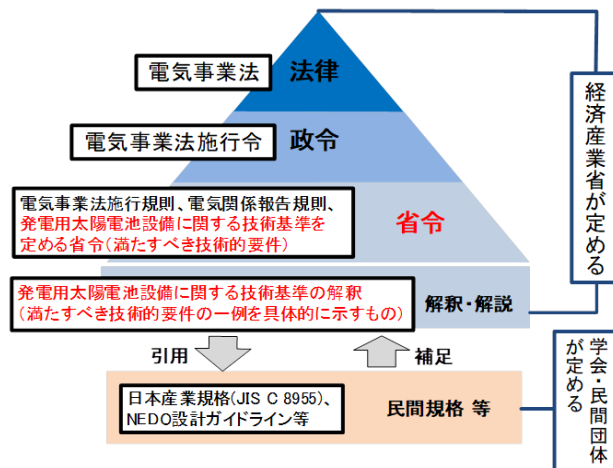 電気事業法
法律
電気事業法施行令
政令
電気事業法施行規則、電気関係報告規則、
発電用太陽電池設備に関する技術基準を
定める省令(満たすべき技術的要件)
省令
発電用太陽電池設備に関する技術基準の解釈
(満たすべき技術的要件の一例を具体的に示すもの)
解釈・解説
引用
補足
日本産業規格(JIS C 8955)、
NEDO設計ガイドライン等
民間規格 等
経済産業省が定める
学会・民間団体
が定める